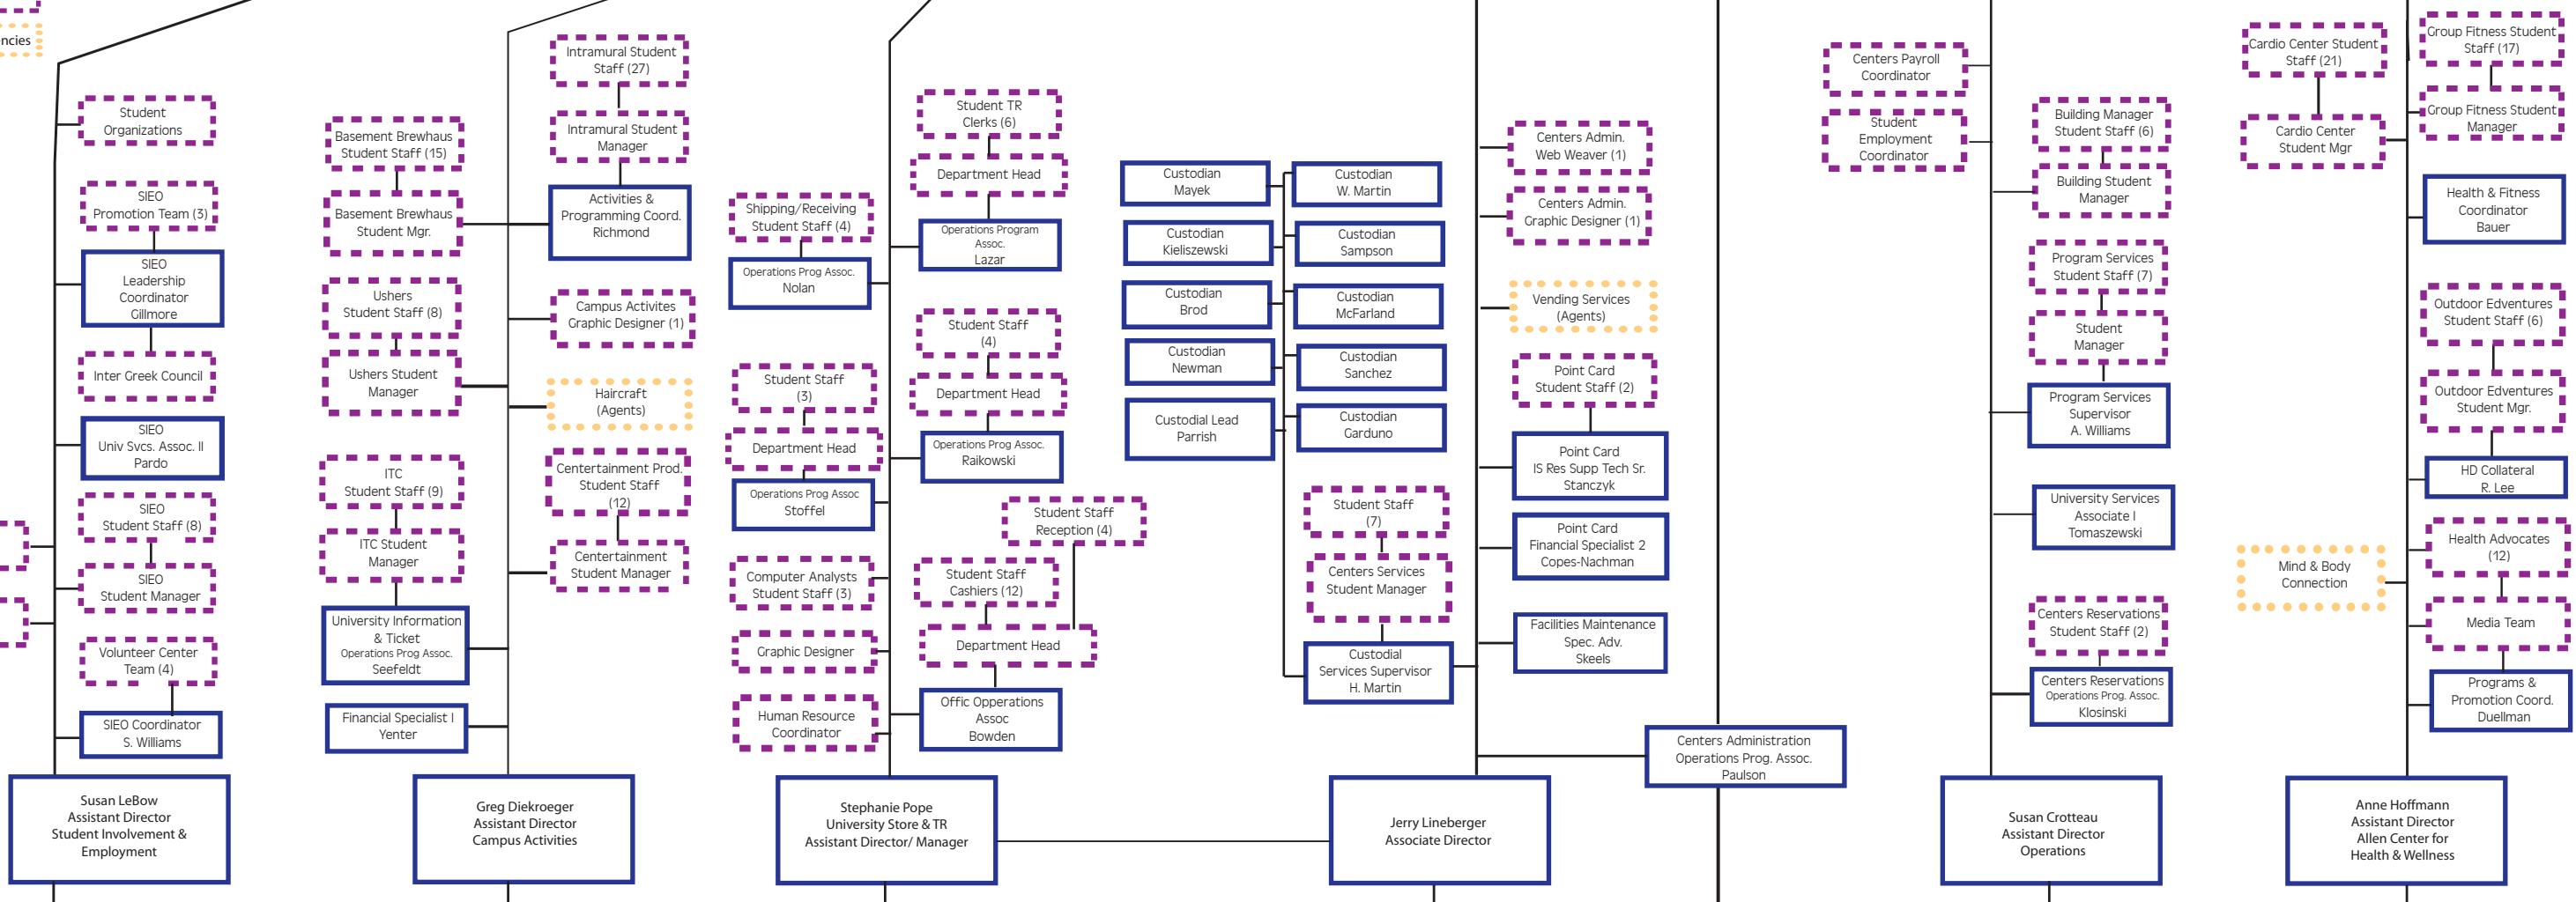 ncies
Student
Organizations
SIEO
Promotion Team (3)
SIEO
Leadership
Coordinator
Gillmore
Inter Greek Council
SIEO
Univ Svcs. Assoc. II
Pardo
SIEO
Student Staff (8)
SIEO
Student Manager
Volunteer Center
Team (4)
SIEO Coordinator
S. Williams
Susan LeBow
Assistant Director
Student Involvement &
Employment
Basement Brewhaus
Student Staff (15)
Basement Brewhaus
Student Mgr.
Ushers
Student Staff (8)
Ushers Student
Manager
ITC
Student Staff (9)
ITC Student
Manager
University Information
& Ticket
Operations Prog Assoc.
Seefeldt
Financial Specialist I
Yenter
Intramural Student
Staff (27)
Intramural Student
Manager
Activities &
Programming Coord.
Richmond
Campus Activites
Graphic Designer (1)
Haircraft
(Agents)
Centertainment Prod.
Student Staff
(12)
Centertainment
Student Manager
Greg Diekroeger
Assistant Director
Campus Activities
Shipping/Receiving
Student Staff (4)
Operations Prog Assoc.
Nolan
Student Staff
(3)
Department Head
Operations Prog Assoc
Stoffel
Computer Analysts
Student Staff (3)
Graphic Designer
Human Resource
Coordinator
Student TR
Clerks (6)
Department Head
Operations Program
Assoc.
Lazar
Student Staff
(4)
Department Head
Operations Prog Assoc.
Raikowski
Student Staff
Reception (4)
Student Staff
Cashiers (12)
Department Head
Offic Opperations
Assoc
Bowden
Stephanie Pope
University Store & TR
Assistant Director/ Manager
Custodian
Mayek
Custodian
W. Martin
Custodian
Kieliszewski
Custodian
Sampson
Custodian
Brod
Custodian
McFarland
Custodian
Newman
Custodian
Sanchez
Custodial Lead
Parrish
Custodian
Garduno
Student Staff
(7)
Centers Services
Student Manager
Custodial
Services Supervisor
H. Martin
Centers Admin.
Web Weaver (1)
Centers Admin.
Graphic Designer (1)
Vending Services
(Agents)
Point Card
Student Staff (2)
Point Card
IS Res Supp Tech Sr.
Stanczyk
Point Card
Financial Specialist 2
Copes-Nachman
Facilities Maintenance
Spec. Adv.
Skeels
Centers Administration
Operations Prog. Assoc.
Paulson
Jerry Lineberger
Associate Director
Centers Payroll
Coordinator
Student
Employment
Coordinator
Building Manager
Student Staff (6)
Building Student
Manager
Program Services
Student Staff (7)
Student
Manager
Program Services
Supervisor
A. Williams
University Services
Associate I
Tomaszewski
Centers Reservations
Student Staff (2)
Centers Reservations
Operations Prog. Assoc.
Klosinski
Susan Crotteau
Assistant Director
Operations
Cardio Center Student
Staff (21)
Cardio Center
Student Mgr
Group Fitness Student
Staff (17)
Group Fitness Student
Manager
Health & Fitness
Coordinator
Bauer
Outdoor Edventures
Student Staff (6)
Outdoor Edventures
Student Mgr.
HD Collateral
R. Lee
Health Advocates
(12)
Mind & Body
Connection
Media Team
Programs &
Promotion Coord.
Duellman
Anne Hoffmann
Assistant Director
Allen Center for
Health & Wellness